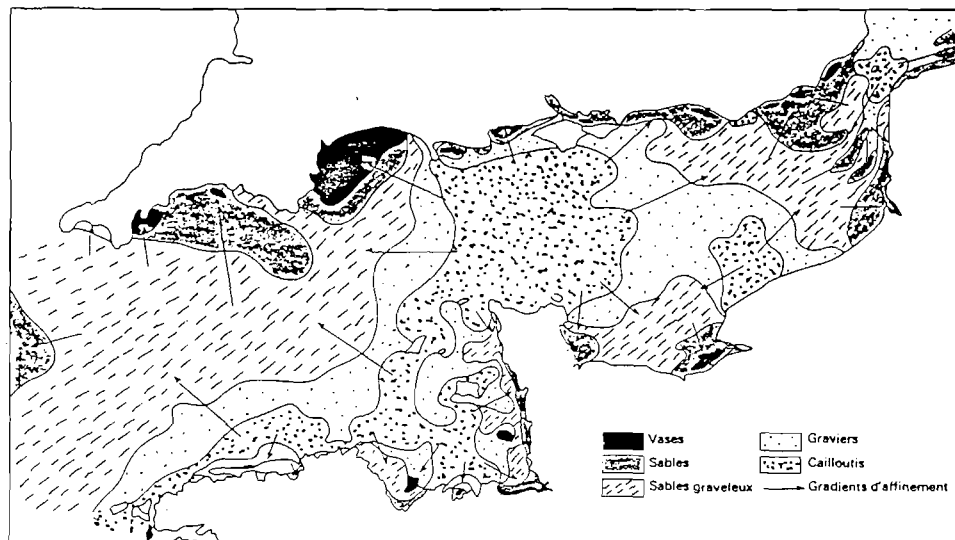 Vases
Sables
Sables graveleux
Graviers
Cailloutis
Gradients d'affinement